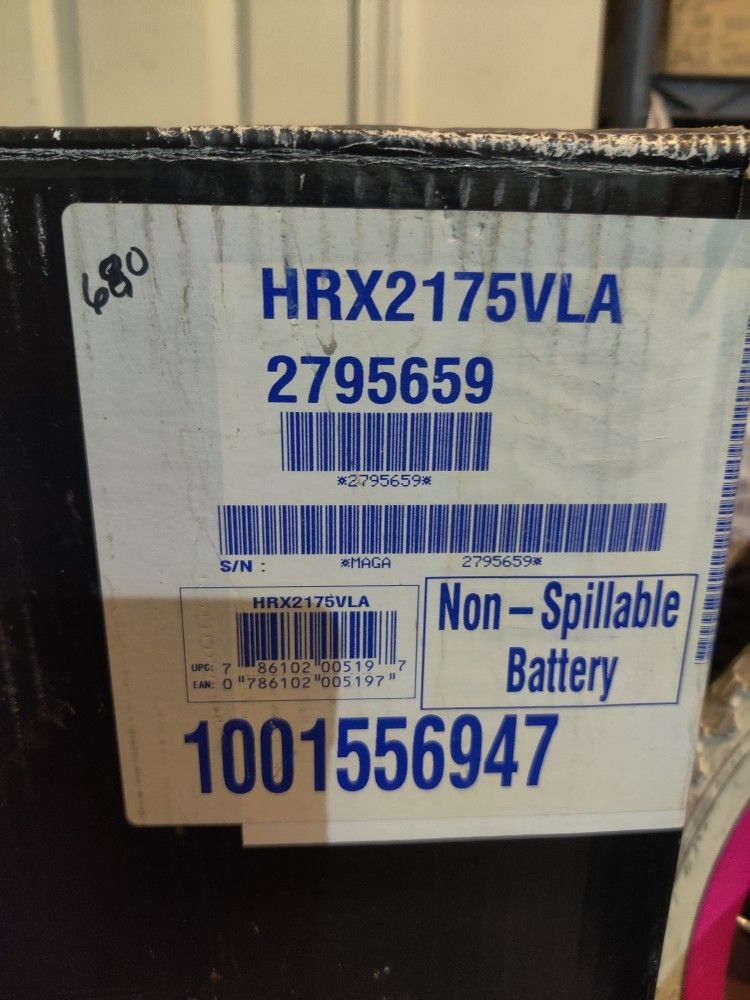 680
HRX2175VLA
2795659
*2795659*
S/N : *MAGA 2795659*
HRX2175VLA
UPC: 7 86102 00519 7
EAN: 0 "786102"005197"
Non-Spillable
Battery
1001556947